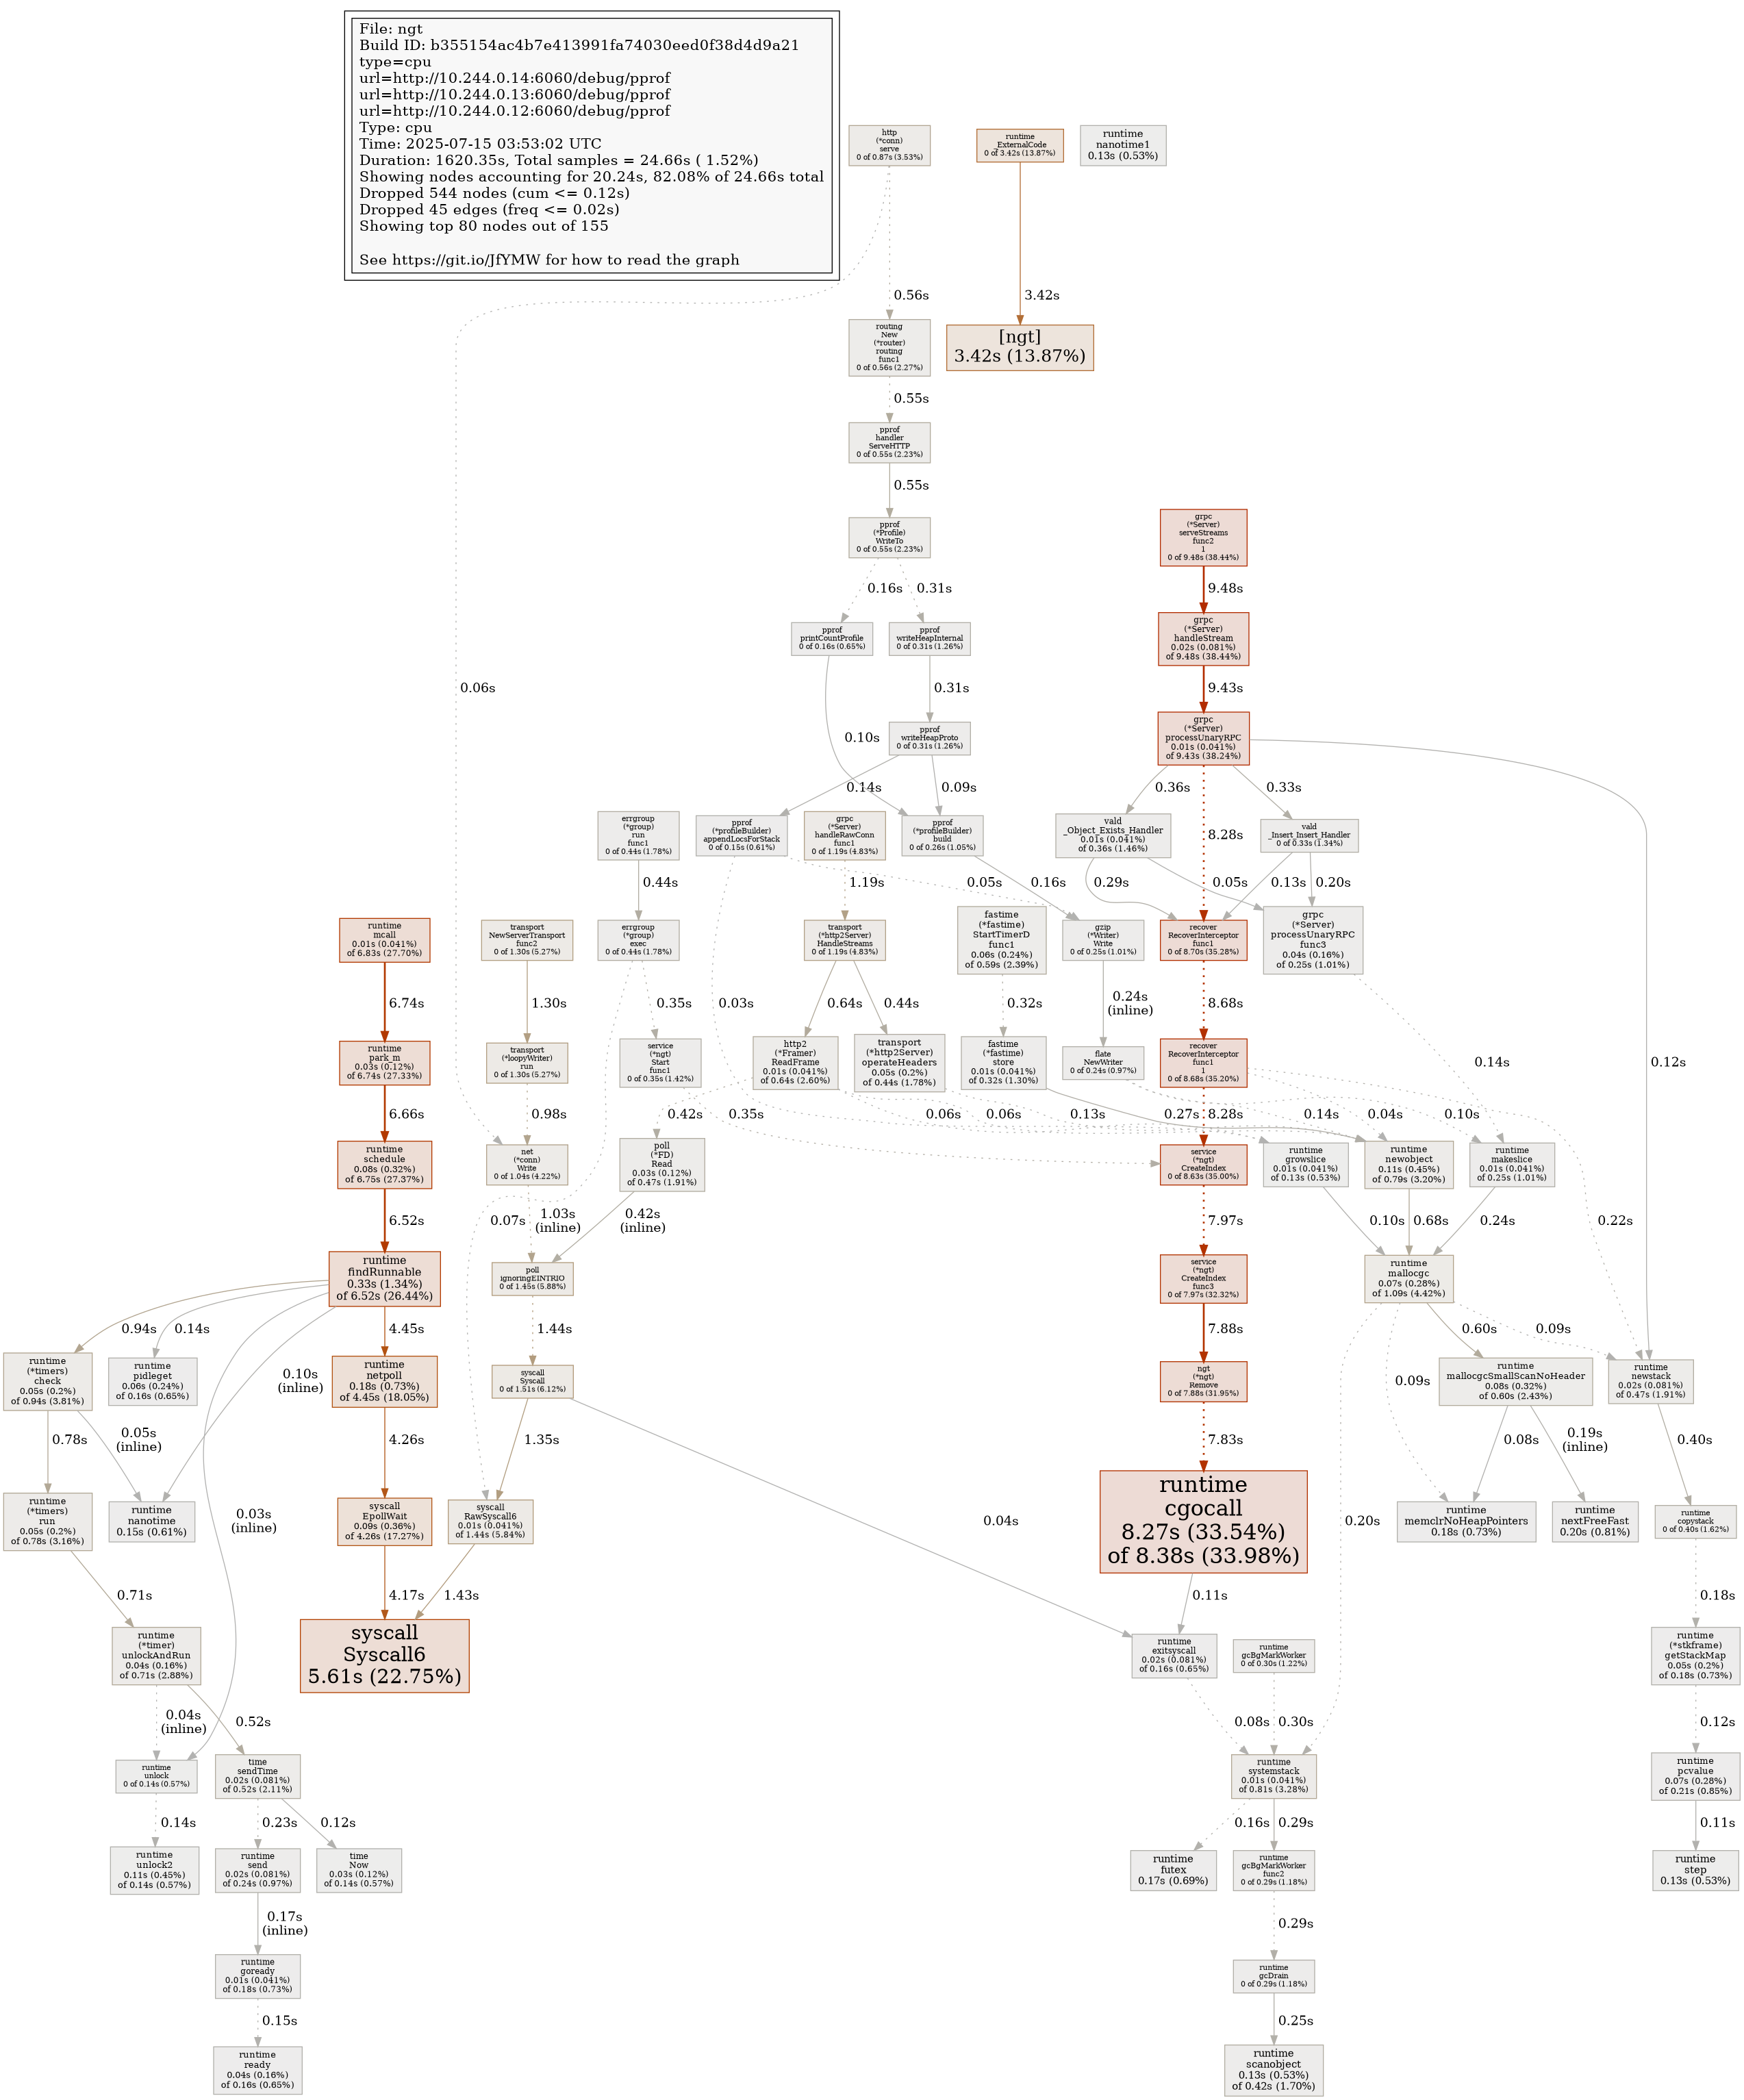 File: ngt
Build ID: b355154ac4b7e413991fa74030eed0f38d4d9a21
type=cpu
url=http://10.244.0.14:6060/debug/pprof
url=http://10.244.0.13:6060/debug/pprof
url=http://10.244.0.12:6060/debug/pprof
Type: cpu
Time: 2025-07-15 03:53:02 UTC
Duration: 1620.35s, Total samples = 24.66s ( 1.52%)
Showing nodes accounting for 20.24s, 82.08% of 24.66s total
Dropped 544 nodes (cum <= 0.12s)
Dropped 45 edges (freq <= 0.02s)
Showing top 80 nodes out of 155
See https://git.io/JfYMW for how to read the graph
http
(*conn)
serve
0 of 0.87s (3.53%)
runtime
_ExternalCode
0 of 3.42s (13.87%)
runtime
nanotime1
0.13s (0.53%)
0.56s
3.42s
routing
New
(*router)
routing
func1
0 of 0.56s (2.27%)
[ngt]
3.42s (13.87%)
0.55s
pprof
handler
ServeHTTP
0 of 0.55s (2.23%)
0.55s
pprof
(*Profile)
WriteTo
0 of 0.55s (2.23%)
grpc
(*Server)
serveStreams
func2
1
0 of 9.48s (38.44%)
0.16s
0.31s
9.48s
pprof
printCountProfile
0 of 0.16s (0.65%)
pprof
writeHeapInternal
0 of 0.31s (1.26%)
grpc
(*Server)
handleStream
0.02s (0.081%)
of 9.48s (38.44%)
0.06s
0.31s
9.43s
0.10s
pprof
writeHeapProto
0 of 0.31s (1.26%)
grpc
(*Server)
processUnaryRPC
0.01s (0.041%)
of 9.43s (38.24%)
0.14s
0.09s
0.36s
0.33s
8.28s
errgroup
(*group)
run
func1
0 of 0.44s (1.78%)
pprof
(*profileBuilder)
appendLocsForStack
0 of 0.15s (0.61%)
grpc
(*Server)
handleRawConn
func1
0 of 1.19s (4.83%)
pprof
(*profileBuilder)
build
0 of 0.26s (1.05%)
vald
_Object_Exists_Handler
0.01s (0.041%)
of 0.36s (1.46%)
vald
_Insert_Insert_Handler
0 of 0.33s (1.34%)
0.44s
1.19s
0.05s
0.16s
0.29s
0.05s
0.13s
0.20s
runtime
mcall
0.01s (0.041%)
of 6.83s (27.70%)
transport
NewServerTransport
func2
0 of 1.30s (5.27%)
errgroup
(*group)
exec
0 of 0.44s (1.78%)
transport
(*http2Server)
HandleStreams
0 of 1.19s (4.83%)
fastime
(*fastime)
StartTimerD
func1
0.06s (0.24%)
of 0.59s (2.39%)
gzip
(*Writer)
Write
0 of 0.25s (1.01%)
recover
RecoverInterceptor
func1
0 of 8.70s (35.28%)
grpc
(*Server)
processUnaryRPC
func3
0.04s (0.16%)
of 0.25s (1.01%)
6.74s
1.30s
0.35s
0.03s
0.64s
0.44s
0.32s
0.24s
(inline)
8.68s
0.14s
0.12s
runtime
park_m
0.03s (0.12%)
of 6.74s (27.33%)
transport
(*loopyWriter)
run
0 of 1.30s (5.27%)
service
(*ngt)
Start
func1
0 of 0.35s (1.42%)
http2
(*Framer)
ReadFrame
0.01s (0.041%)
of 0.64s (2.60%)
transport
(*http2Server)
operateHeaders
0.05s (0.2%)
of 0.44s (1.78%)
fastime
(*fastime)
store
0.01s (0.041%)
of 0.32s (1.30%)
flate
NewWriter
0 of 0.24s (0.97%)
recover
RecoverInterceptor
func1
1
0 of 8.68s (35.20%)
6.66s
0.98s
0.42s
0.35s
0.06s
0.06s
0.13s
0.27s
8.28s
0.14s
0.04s
0.10s
runtime
schedule
0.08s (0.32%)
of 6.75s (27.37%)
net
(*conn)
Write
0 of 1.04s (4.22%)
poll
(*FD)
Read
0.03s (0.12%)
of 0.47s (1.91%)
service
(*ngt)
CreateIndex
0 of 8.63s (35.00%)
runtime
growslice
0.01s (0.041%)
of 0.13s (0.53%)
runtime
newobject
0.11s (0.45%)
of 0.79s (3.20%)
runtime
makeslice
0.01s (0.041%)
of 0.25s (1.01%)
6.52s
0.07s
1.03s
(inline)
0.42s
(inline)
7.97s
0.10s
0.68s
0.24s
0.22s
runtime
findRunnable
0.33s (1.34%)
of 6.52s (26.44%)
poll
ignoringEINTRIO
0 of 1.45s (5.88%)
service
(*ngt)
CreateIndex
func3
0 of 7.97s (32.32%)
runtime
mallocgc
0.07s (0.28%)
of 1.09s (4.42%)
0.94s
0.14s
0.10s
(inline)
4.45s
1.44s
7.88s
0.60s
0.09s
0.09s
runtime
(*timers)
check
0.05s (0.2%)
of 0.94s (3.81%)
runtime
pidleget
0.06s (0.24%)
of 0.16s (0.65%)
runtime
netpoll
0.18s (0.73%)
of 4.45s (18.05%)
syscall
Syscall
0 of 1.51s (6.12%)
ngt
(*ngt)
Remove
0 of 7.88s (31.95%)
runtime
mallocgcSmallScanNoHeader
0.08s (0.32%)
of 0.60s (2.43%)
runtime
newstack
0.02s (0.081%)
of 0.47s (1.91%)
0.78s
0.05s
(inline)
4.26s
1.35s
7.83s
0.08s
0.19s
(inline)
0.40s
runtime
(*timers)
run
0.05s (0.2%)
of 0.78s (3.16%)
runtime
nanotime
0.15s (0.61%)
0.03s
(inline)
syscall
EpollWait
0.09s (0.36%)
of 4.26s (17.27%)
syscall
RawSyscall6
0.01s (0.041%)
of 1.44s (5.84%)
0.04s
runtime
cgocall
8.27s (33.54%)
of 8.38s (33.98%)
0.20s
runtime
memclrNoHeapPointers
0.18s (0.73%)
runtime
nextFreeFast
0.20s (0.81%)
runtime
copystack
0 of 0.40s (1.62%)
0.71s
4.17s
1.43s
0.11s
0.18s
runtime
(*timer)
unlockAndRun
0.04s (0.16%)
of 0.71s (2.88%)
syscall
Syscall6
5.61s (22.75%)
runtime
exitsyscall
0.02s (0.081%)
of 0.16s (0.65%)
runtime
gcBgMarkWorker
0 of 0.30s (1.22%)
runtime
(*stkframe)
getStackMap
0.05s (0.2%)
of 0.18s (0.73%)
0.04s
(inline)
0.52s
0.08s
0.30s
0.12s
runtime
unlock
0 of 0.14s (0.57%)
time
sendTime
0.02s (0.081%)
of 0.52s (2.11%)
runtime
systemstack
0.01s (0.041%)
of 0.81s (3.28%)
runtime
pcvalue
0.07s (0.28%)
of 0.21s (0.85%)
0.14s
0.23s
0.12s
0.16s
0.29s
0.11s
runtime
unlock2
0.11s (0.45%)
of 0.14s (0.57%)
runtime
send
0.02s (0.081%)
of 0.24s (0.97%)
time
Now
0.03s (0.12%)
of 0.14s (0.57%)
runtime
futex
0.17s (0.69%)
runtime
gcBgMarkWorker
func2
0 of 0.29s (1.18%)
runtime
step
0.13s (0.53%)
0.17s
(inline)
0.29s
runtime
goready
0.01s (0.041%)
of 0.18s (0.73%)
runtime
gcDrain
0 of 0.29s (1.18%)
0.15s
0.25s
runtime
ready
0.04s (0.16%)
of 0.16s (0.65%)
runtime
scanobject
0.13s (0.53%)
of 0.42s (1.70%)